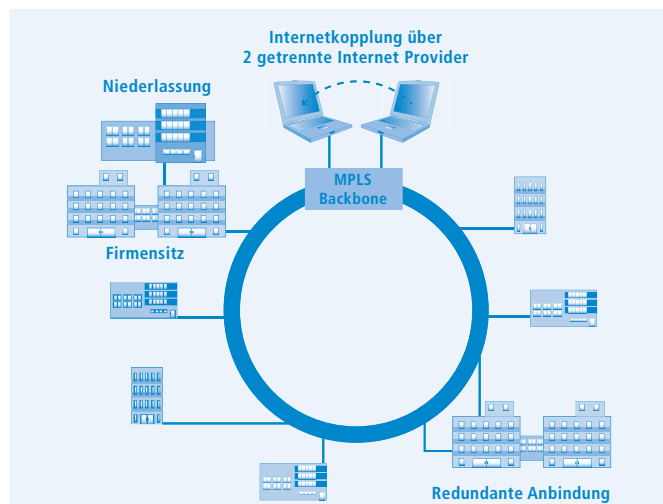 Internetkopplung über
2 getrennte Internet Provider
Niederlassung
MPLS
Backbone
Firmensitz
Redundante Anbindung